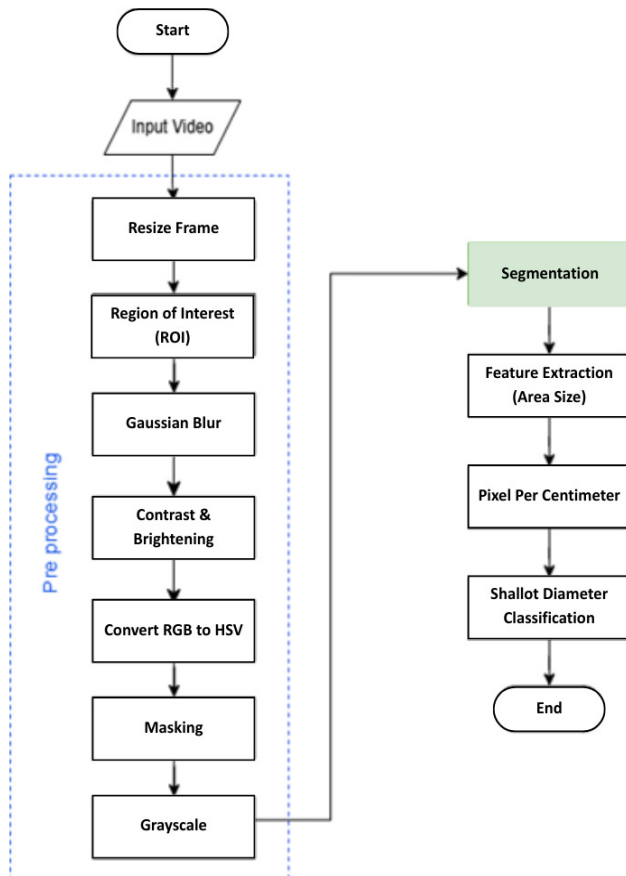 Start
Input Video
Pre processing
Resize Frame
Region of Interest
(ROI)
Gaussian Blur
Contrast &
Brightening
Convert RGB to HSV
Masking
Grayscale
Segmentation
Feature Extraction
(Area Size)
Pixel Per Centimeter
Shallot Diameter
Classification
End